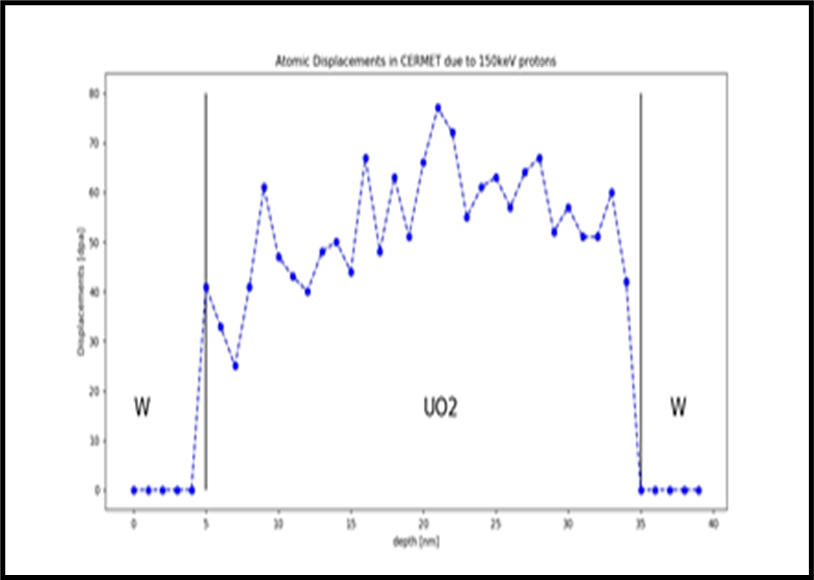 Atomic Displacements in CERMET due to 150keV protons
80
70
60
50
40
30
20
10
0
Displacements [dpa]
W
UO2
W
0 5 10 15 20 25 30 35 40
depth [nm]